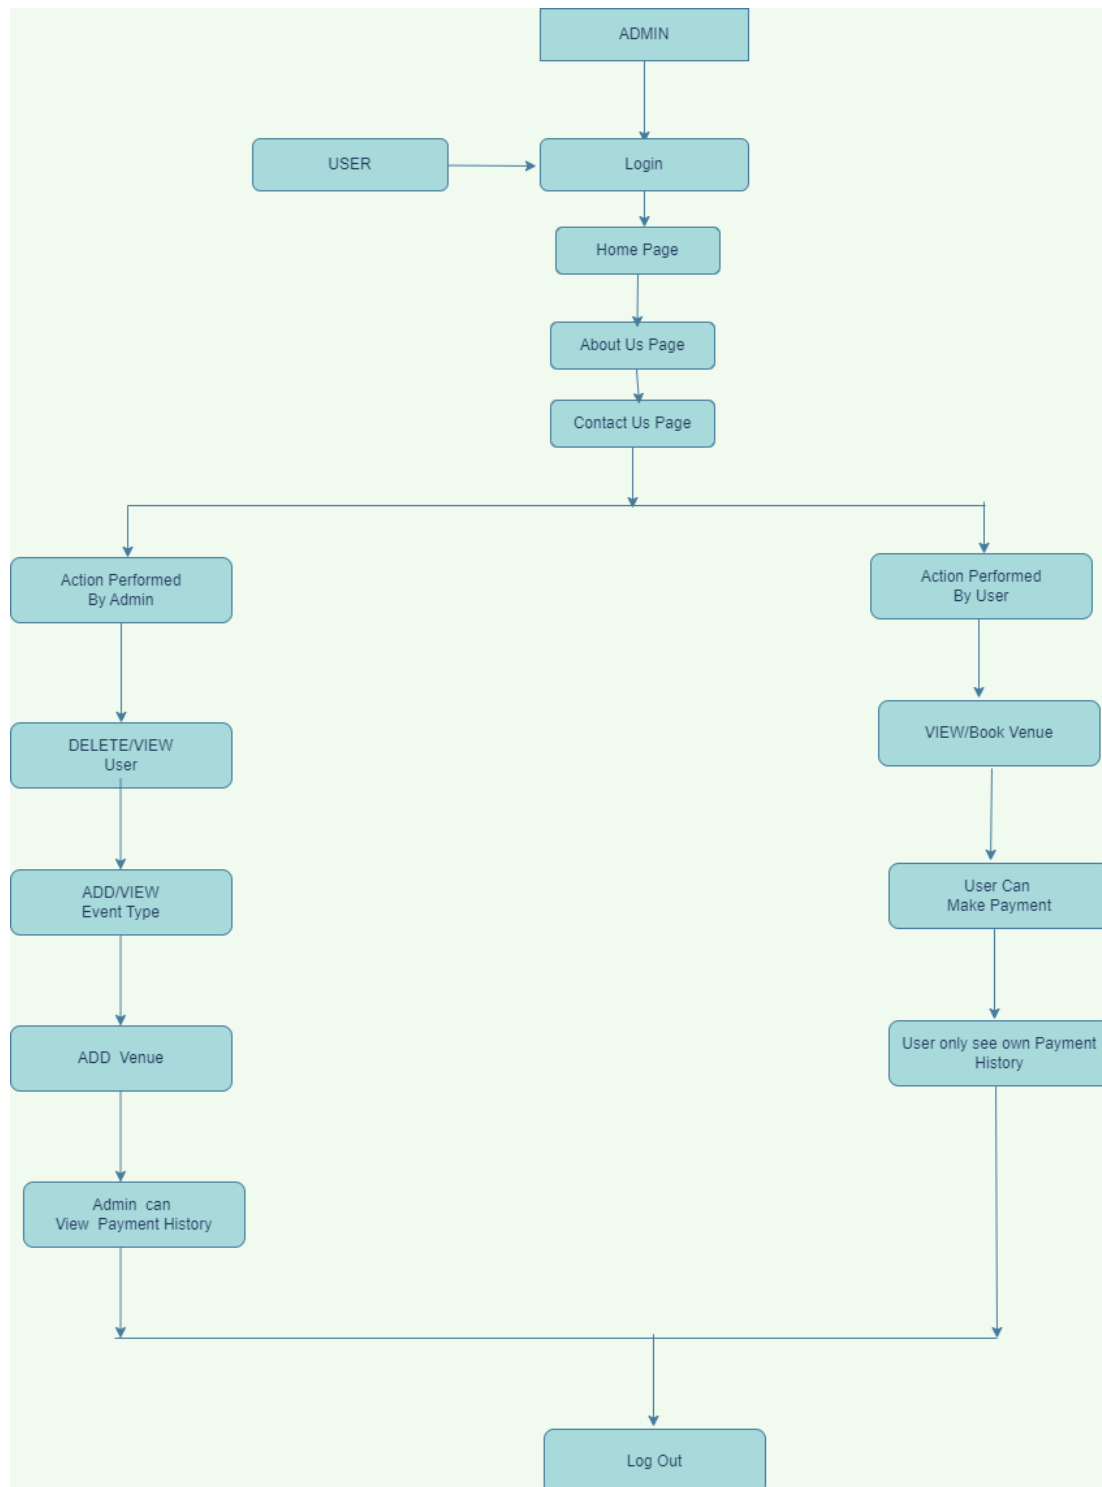 ADMIN
USER
Login
Home Page
About Us Page
Contact Us Page
Action Performed
By Admin
Action Performed
By User
DELETE/VIEW
User
VIEW/Book Venue
ADD/VIEW
Event Type
User Can
Make Payment
ADD  Venue
User only see own Payment
History
Admin  can
View  Payment History
Log Out